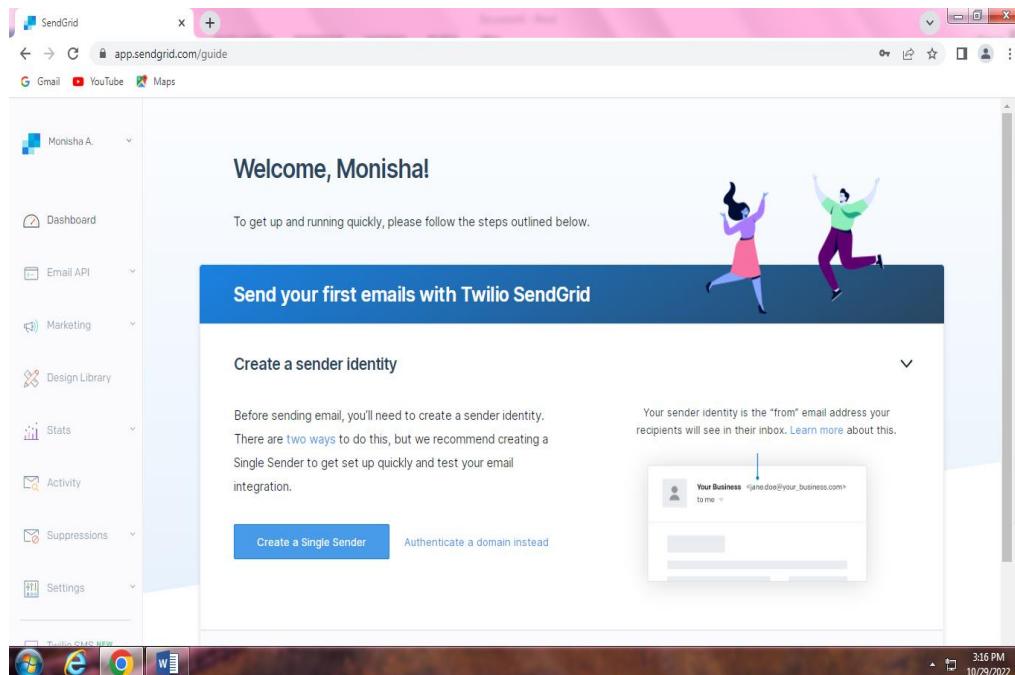 SendGrid
Document - Word
app.sendgrid.com/guide
Gmail YouTube Maps
Monisha A.
Dashboard
Email API
Marketing
Design Library
Stats
Activity
Suppressions
Settings
Twilio SMS NEW
Welcome, Monisha!
To get up and running quickly, please follow the steps outlined below.
Send your first emails with Twilio SendGrid
Create a sender identity
Before sending email, you'll need to create a sender identity.
There are two ways to do this, but we recommend creating a
Single Sender to get set up quickly and test your email
integration.
Create a Single Sender
Authenticate a domain instead
Your sender identity is the "from" email address your
recipients will see in their inbox. Learn more about this.
Your Business <jane.doe@your_business.com>
to me
3:16 PM
10/29/2022